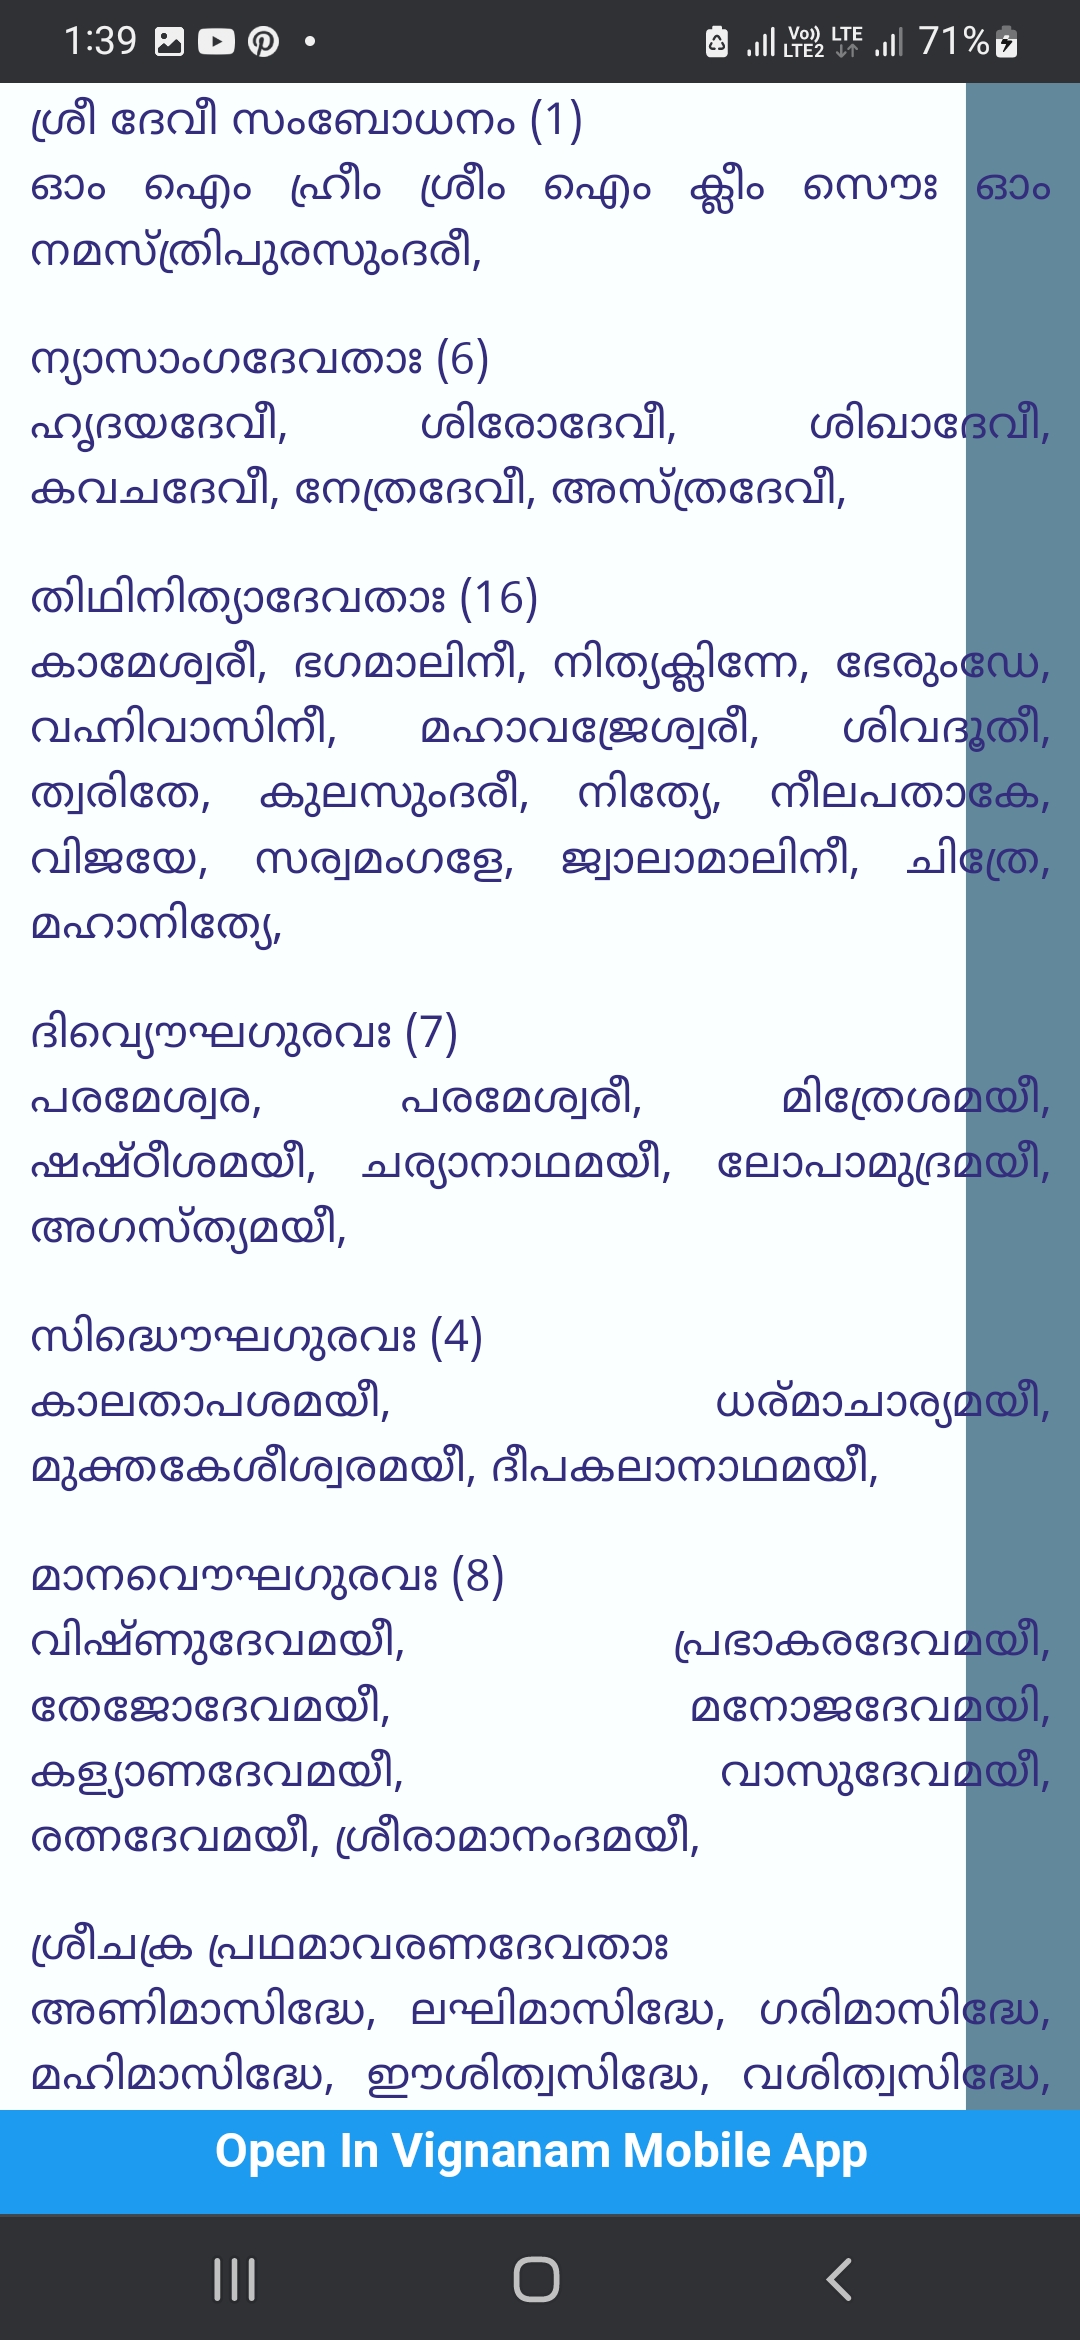 1:39 Vo)) LTE2 LTE 71%
ശ്രീ ദേവീ സംബോധനം (1)
ഓം ഐം ഹ്രീം ശ്രീം ഐം ക്ലീം സൌഃ ഓം
നമസ്ത്രിപുരസുംദരീ,
ന്യാസാംഗദേവതാഃ (6)
ഹൃദയദേവീ, ശിരോദേവീ, ശിഖാദേവീ,
കവചദേവീ, നേത്രദേവീ, അസ്ത്രദേവീ,
തിഥിനിത്യാദേവതാഃ (16)
കാമേശ്വരീ, ഭഗമാലിനീ, നിത്യക്ലിന്നേ, ഭേരുംഡേ,
വഹ്നിവാസിനീ, മഹാവജ്രേശ്വരീ, ശിവദൂതീ,
ത്വരിതേ, കുലസുംദരീ, നിത്യേ, നീലപതാകേ,
വിജയേ, സര്വമംഗളേ, ജ്വാലാമാലിനീ, ചിത്രേ,
മഹാനിത്യേ,
ദിവ്യൌഘഗുരവഃ (7)
പരമേശ്വര, പരമേശ്വരീ, മിത്രേശമയീ,
ഷഷ്ഠീശമയീ, ചര്യാനാഥമയീ, ലോപാമുദ്രമയീ,
അഗസ്ത്യമയീ,
സിദ്ധൌഘഗുരവഃ (4)
കാലതാപശമയീ, ധര്മാചാര്യമയീ,
മുക്തകേശീശ്വരമയീ, ദീപകലാനാഥമയീ,
മാനവൌഘഗുരവഃ (8)
വിഷ്ണുദേവമയീ, പ്രഭാകരദേവമയീ,
തേജോദേവമയീ, മനോജദേവമയി,
കള്യാണദേവമയീ, വാസുദേവമയീ,
രത്നദേവമയീ, ശ്രീരാമാനംദമയീ,
ശ്രീചക്ര പ്രഥമാവരണദേവതാഃ
അണിമാസിദ്ധേ, ലഘിമാസിദ്ധേ, ഗരിമാസിദ്ധേ,
മഹിമാസിദ്ധേ, ഈശിത്വസിദ്ധേ, വശിത്വസിദ്ധേ,
Open In Vignanam Mobile App